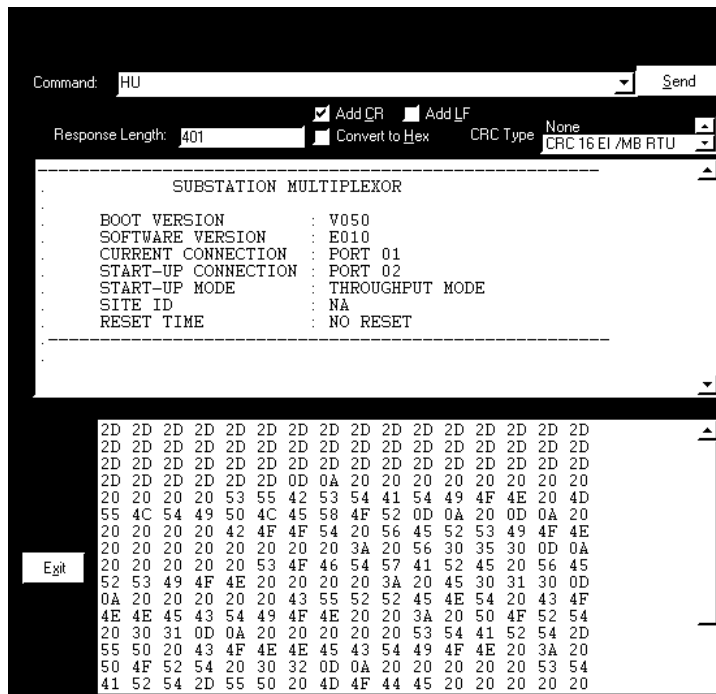 Command: HU Send
Add CR Add LF
Response Length: 401 Convert to Hex CRC Type None
CRC 16 EI /MB RTU
-------------------------------------------------------
. SUBSTATION MULTIPLEXOR
.
. BOOT VERSION : V050
. SOFTWARE VERSION : E010
. CURRENT CONNECTION : PORT 01
. START-UP CONNECTION : PORT 02
. START-UP MODE : THROUGHPUT MODE
. SITE ID : NA
. RESET TIME : NO RESET
.-------------------------------------------------------
.
2D 2D 2D 2D 2D 2D 2D 2D 2D 2D 2D 2D 2D 2D 2D 2D
2D 2D 2D 2D 2D 2D 2D 2D 2D 2D 2D 2D 2D 2D 2D 2D
2D 2D 2D 2D 2D 2D 2D 2D 2D 2D 2D 2D 2D 2D 2D 2D
2D 2D 2D 2D 2D 2D 0D 0A 20 20 20 20 20 20 20 20
20 20 20 20 53 55 42 53 54 41 54 49 4F 4E 20 4D
55 4C 54 49 50 4C 45 58 4F 52 0D 0A 20 0D 0A 20
20 20 20 20 42 4F 4F 54 20 56 45 52 53 49 4F 4E
20 20 20 20 20 20 20 20 3A 20 56 30 35 30 0D 0A
20 20 20 20 20 53 4F 46 54 57 41 52 45 20 56 45
52 53 49 4F 4E 20 20 20 20 3A 20 45 30 31 30 0D
0A 20 20 20 20 20 43 55 52 52 45 4E 54 20 43 4F
4E 4E 45 43 54 49 4F 4E 20 20 3A 20 50 4F 52 54
20 30 31 0D 0A 20 20 20 20 20 53 54 41 52 54 2D
55 50 20 43 4F 4E 4E 45 43 54 49 4F 4E 20 3A 20
50 4F 52 54 20 30 32 0D 0A 20 20 20 20 20 53 54
41 52 54 2D 55 50 20 4D 4F 44 45 20 20 20 20 20
Exit